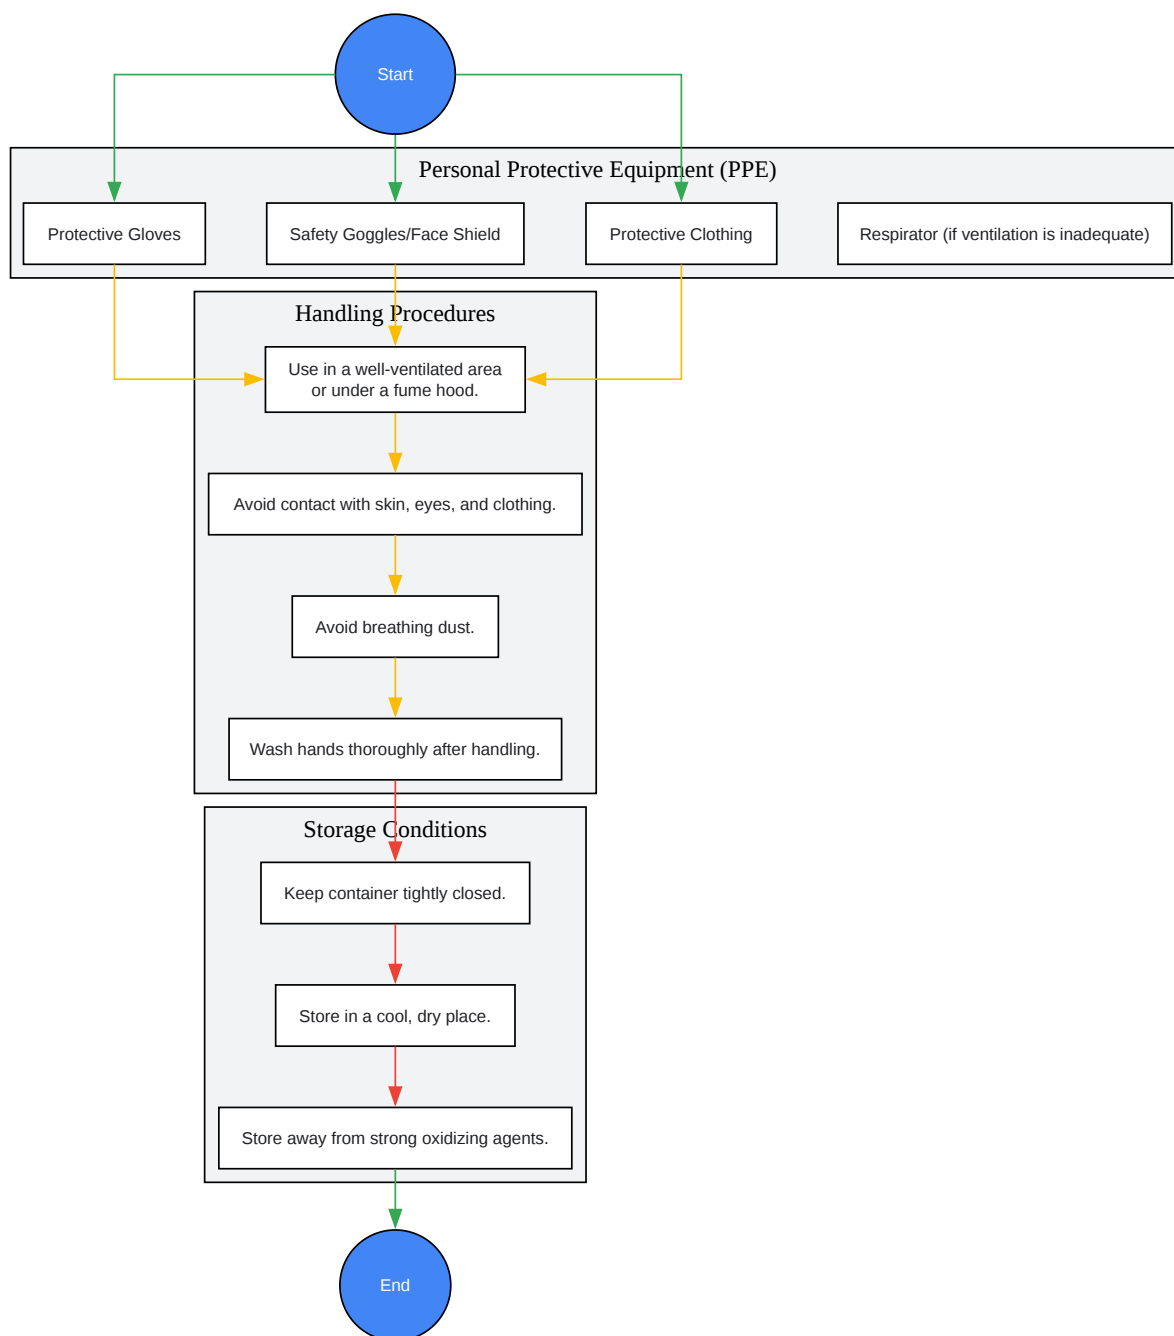 Start
Personal Protective Equipment (PPE)
Protective Gloves
Safety Goggles/Face Shield
Protective Clothing
Respirator (if ventilation is inadequate)
Handling Procedures
Use in a well-ventilated area
or under a fume hood.
Avoid contact with skin, eyes, and clothing.
Avoid breathing dust.
Wash hands thoroughly after handling.
Storage Conditions
Keep container tightly closed.
Store in a cool, dry place.
Store away from strong oxidizing agents.
End